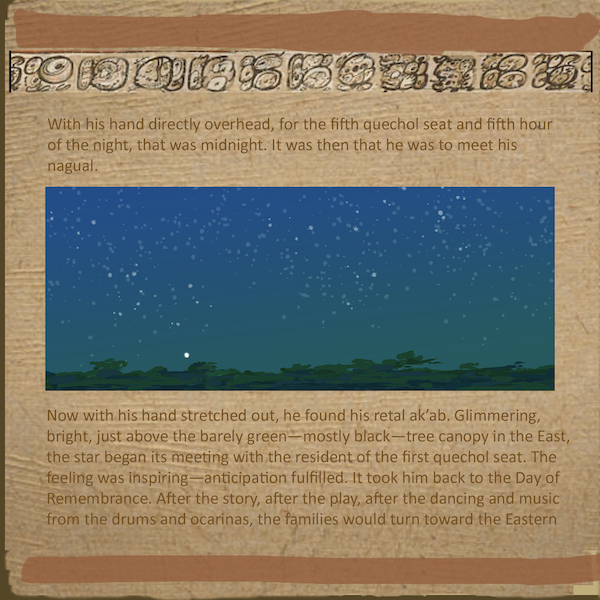 With his hand directly overhead, for the fifth quechol seat and fifth hour
of the night, that was midnight. It was then that he was to meet his
nagual.
Now with his hand stretched out, he found his retal ak’ab. Glimmering,
bright, just above the barely green—mostly black—tree canopy in the East,
the star began its meeting with the resident of the first quechol seat. The
feeling was inspiring—anticipation fulfilled. It took him back to the Day of
Remembrance. After the story, after the play, after the dancing and music
from the drums and ocarinas, the families would turn toward the Eastern